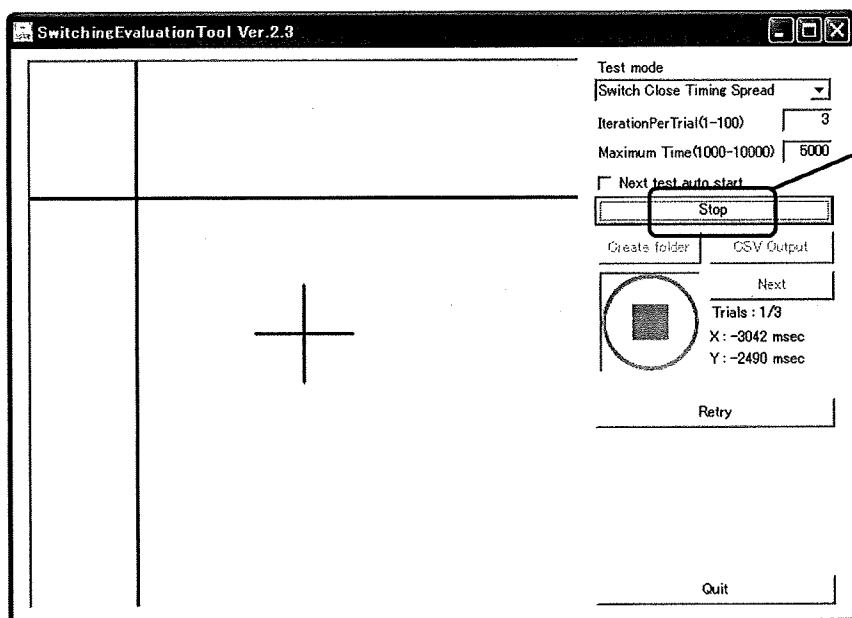 SwitchingEvaluationTool Ver.2.3
Test mode
Switch Close Timing Spread
IterationPerTrial(1-100) 3
Maximum Time(1000-10000) 5000
Next test auto start
Stop
Create folder CSV Output
Next
Trials : 1/3
X : -3042 msec
Y : -2490 msec
Retry
Quit